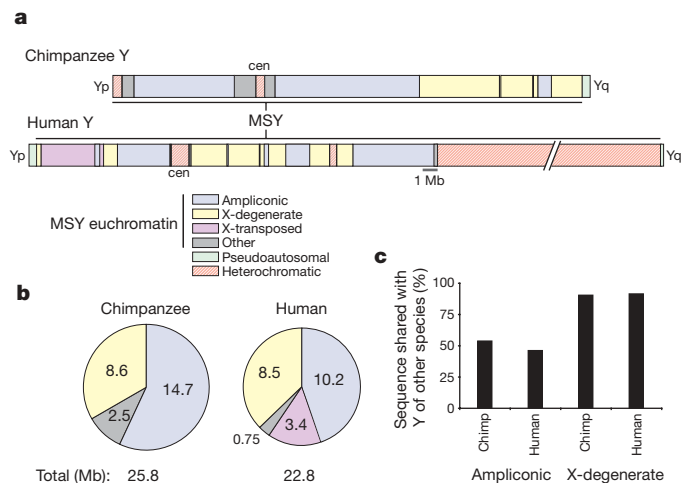 a
Chimpanzee Y
cen
Yp
Yq
Human Y
MSY
Yp
Yq
cen
1 Mb
MSY euchromatin
Ampliconic
X-degenerate
X-transposed
Other
Pseudoautosomal
Heterochromatic
b
Chimpanzee
Human
8.6
14.7
2.5
8.5
10.2
3.4
0.75
Total (Mb): 25.8 22.8
c
Sequence shared with
Y of other species (%)
100
75
50
25
0
Chimp
Human
Chimp
Human
Ampliconic
X-degenerate